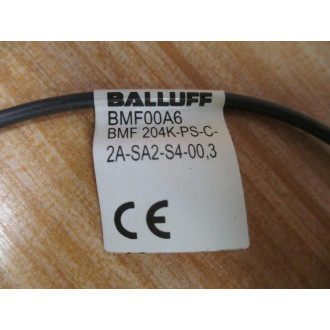 BALLUFF
BMF00A6
BMF 204K-PS-C-
2A-SA2-S4-00,3
CE